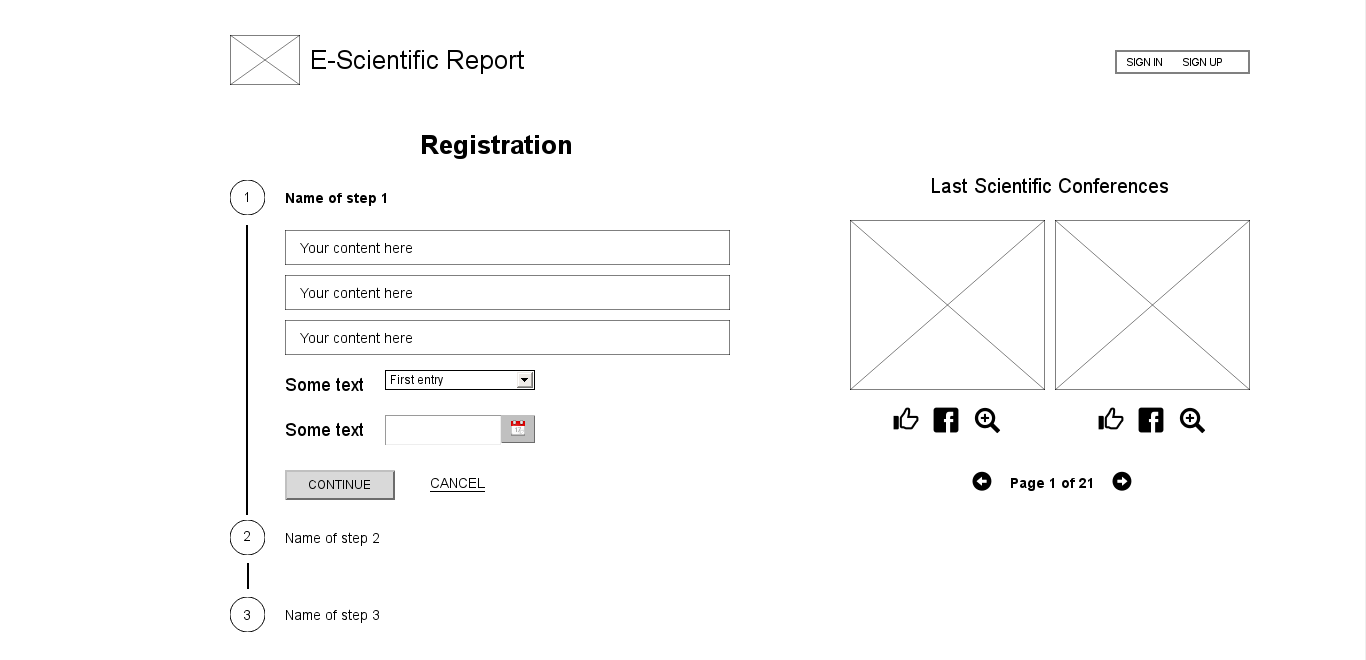 E-Scientific Report
SIGN IN SIGN UP
Registration
1 Name of step 1
Your content here
Your content here
Your content here
Some text First entry
Some text
CONTINUE CANCEL
2 Name of step 2
3 Name of step 3
Last Scientific Conferences
Page 1 of 21